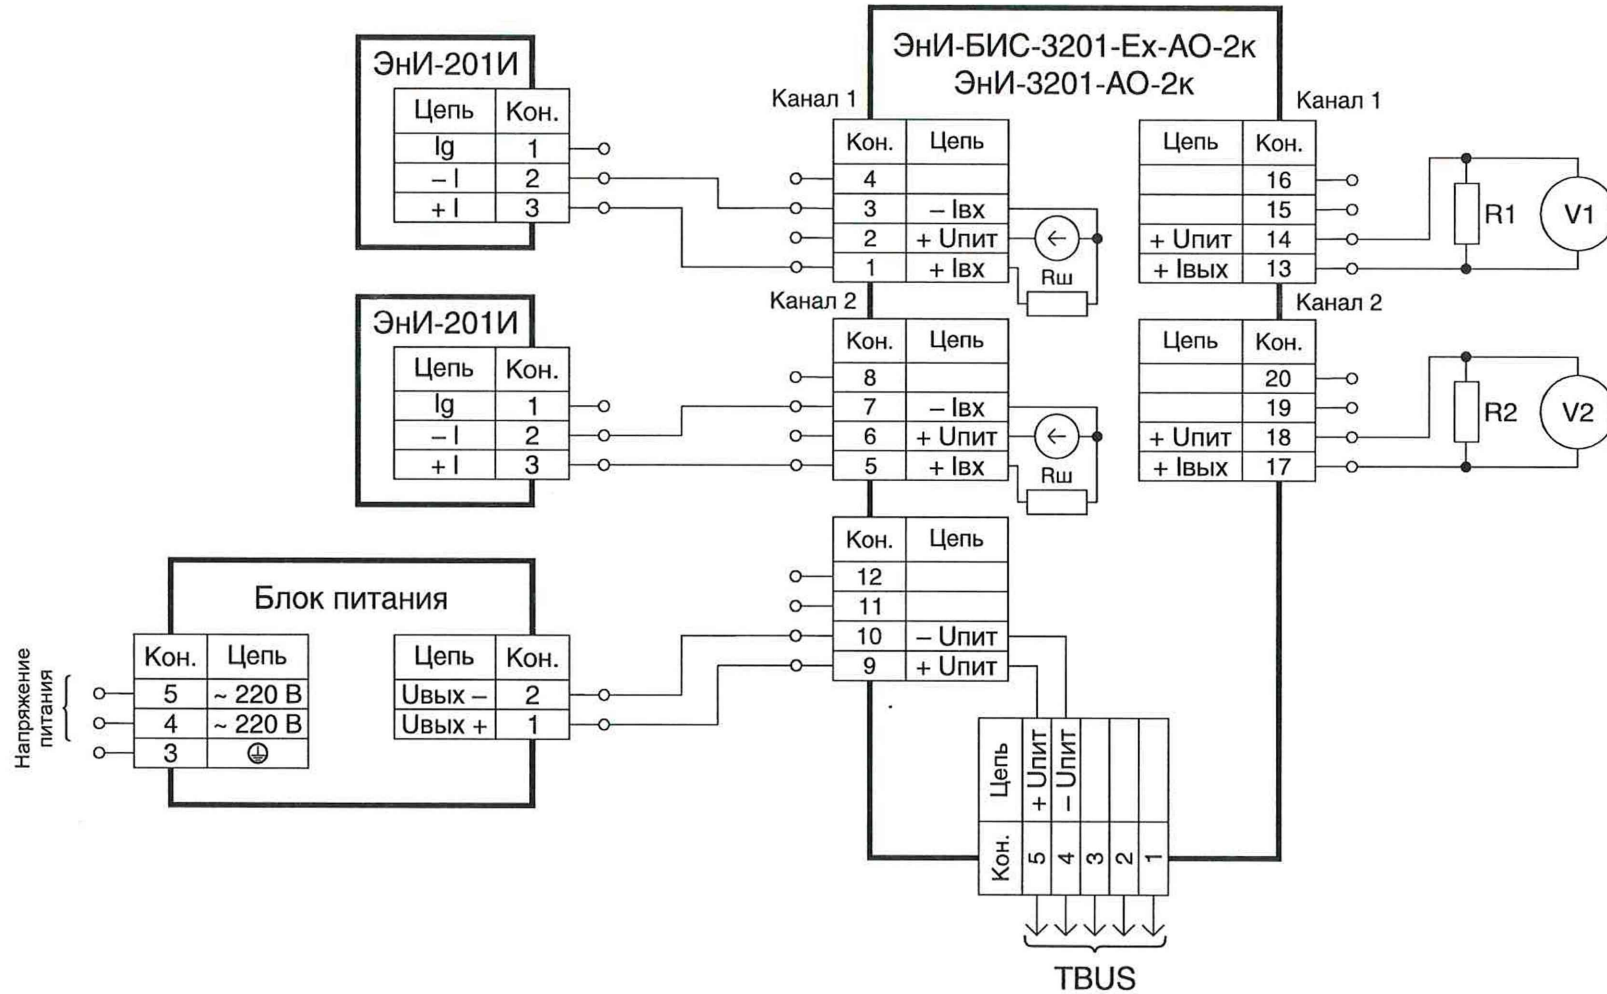 ЭнИ-БИС-3201-Ex-АО-2к
ЭнИ-3201-АО-2к
ЭнИ-201И
Цепь Кон.
Ig 1
– I 2
+ I 3
Канал 1
Кон. Цепь
4
3 – Iвх
2 + Uпит
1 + Iвх
Rш
Канал 1
Цепь Кон.
16
15
+ Uпит 14
+ Iвых 13
R1
V1
ЭнИ-201И
Цепь Кон.
Ig 1
– I 2
+ I 3
Канал 2
Кон. Цепь
8
7 – Iвх
6 + Uпит
5 + Iвх
Rш
Канал 2
Цепь Кон.
20
19
+ Uпит 18
+ Iвых 17
R2
V2
Кон. Цепь
12
11
10 – Uпит
9 + Uпит
Блок питания
Напряжение
питания
Кон. Цепь
5 ~ 220 В
4 ~ 220 В
3
Цепь Кон.
Uвых – 2
Uвых + 1
Цепь + Uпит – Uпит
Кон. 5 4 3 2 1
TBUS